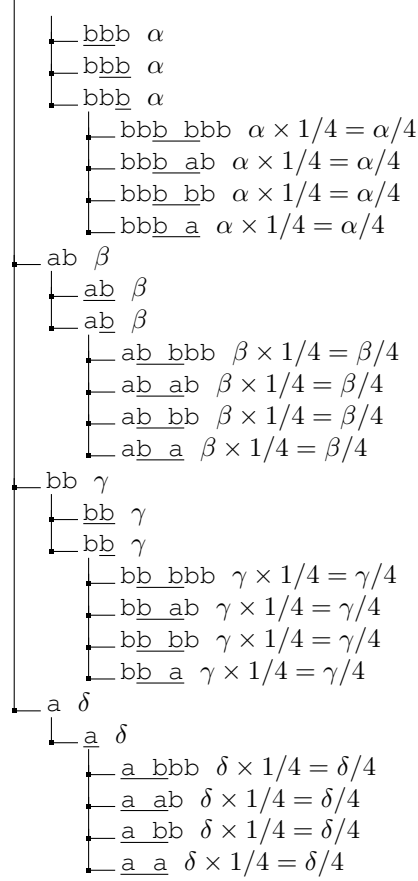 bbb α
bbb α
bbb α
bbb bbb α × 1/4 = α/4
bbb ab α × 1/4 = α/4
bbb bb α × 1/4 = α/4
bbb a α × 1/4 = α/4
ab β
ab β
ab β
ab bbb β × 1/4 = β/4
ab ab β × 1/4 = β/4
ab bb β × 1/4 = β/4
ab a β × 1/4 = β/4
bb γ
bb γ
bb γ
bb bbb γ × 1/4 = γ/4
bb ab γ × 1/4 = γ/4
bb bb γ × 1/4 = γ/4
bb a γ × 1/4 = γ/4
a δ
a δ
a bbb δ × 1/4 = δ/4
a ab δ × 1/4 = δ/4
a bb δ × 1/4 = δ/4
a a δ × 1/4 = δ/4